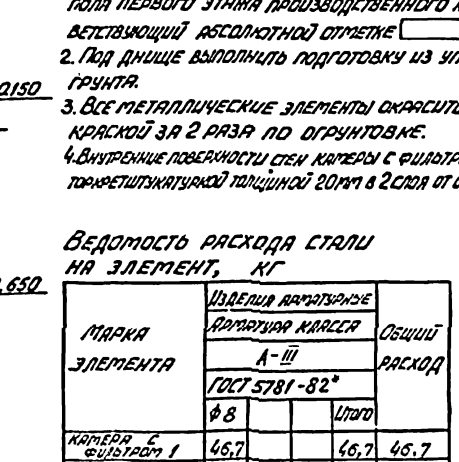 пола первого этажа производственного к
ветствующий абсолютной отметке
2. Под днище выполнить подготовку из уп
грунта.
0.150
3. Все металлические элементы окрасить
краской за 2 раза по огрунтовке.
4. Внутренние поверхности стен камеры с фильтр
торкретштукатуркой толщиной 20мм в 2 слоя от
Ведомость расхода стали
на элемент, кг
.650
Марка элемента
Изделия арматурные
Арматура класса
А-III
ГОСТ 5781-82*
ф8
Итого
Общий расход
Камера с фильтром 1
46,7
46,7
46.7